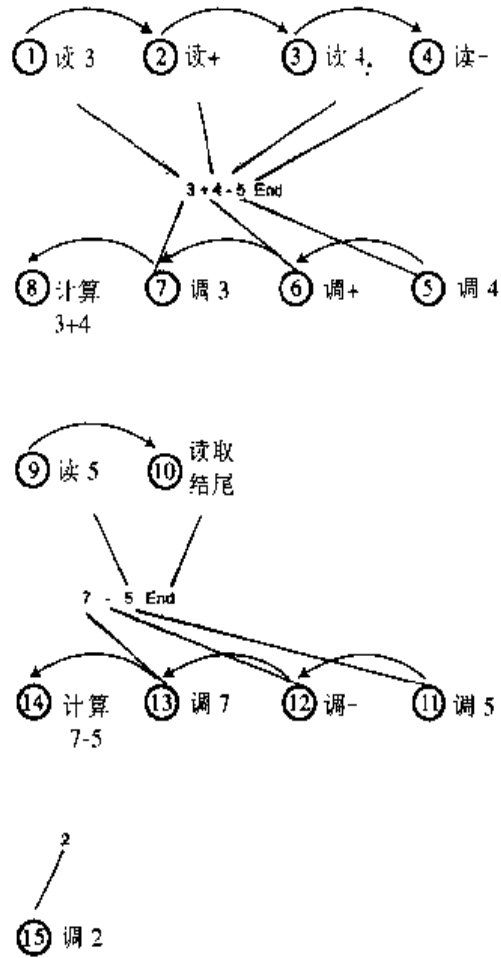 ① 读 3 ② 读+ ③ 读 4 ④ 读-
3 + 4 - 5 End
⑧ 计算 ⑦ 调 3 ⑥ 调+ ⑤ 调 4
3+4
⑨ 读 5 ⑩ 读取
结尾
7 - 5 End
⑭ 计算 ⑬ 调 7 ⑫ 调- ⑪ 调 5
7-5
2
⑮ 调 2